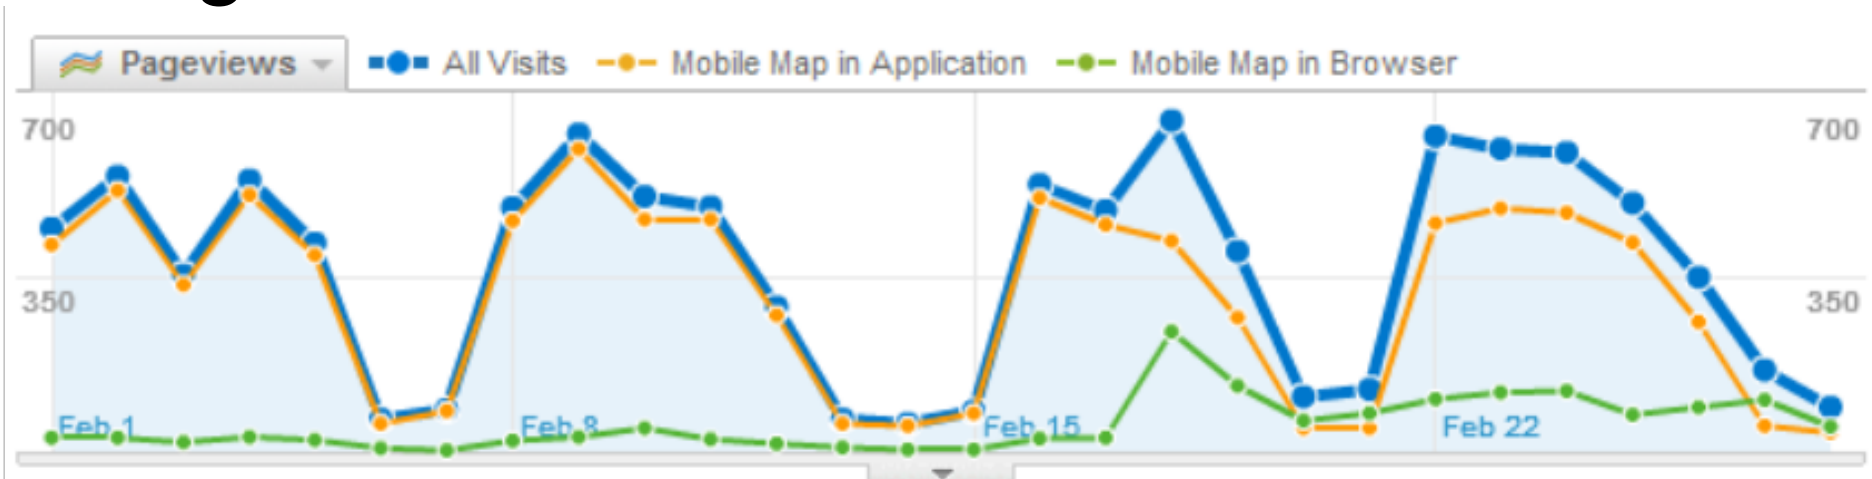 Pageviews All Visits Mobile Map in Application Mobile Map in Browser
700 700
350 350
Feb 1 Feb 8 Feb 15 Feb 22